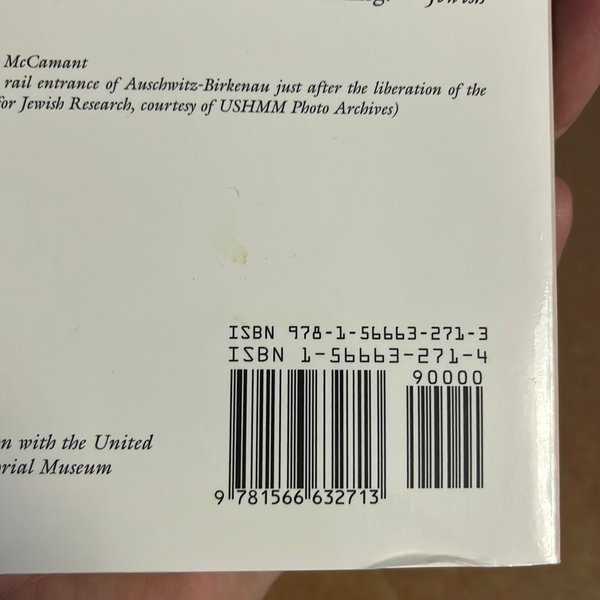 Jewish
McCamant
rail entrance of Auschwitz-Birkenau just after the liberation of the
for Jewish Research, courtesy of USHMM Photo Archives)
ISBN 978-1-56663-271-3
ISBN 1-56663-271-4
90000
n with the United
orial Museum
9 781566 632713